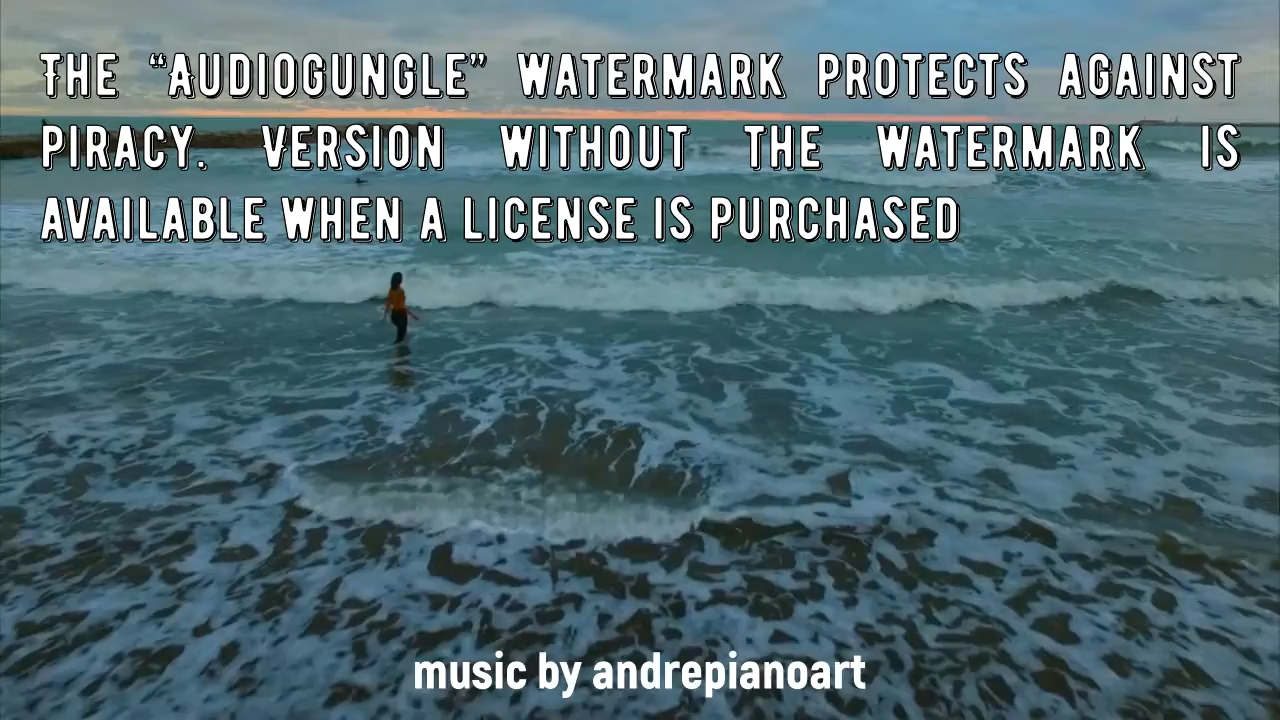 THE “AUDIOGUNGLE” WATERMARK PROTECTS AGAINST
PIRACY. VERSION WITHOUT THE WATERMARK IS
AVAILABLE WHEN A LICENSE IS PURCHASED
music by andrepianoart